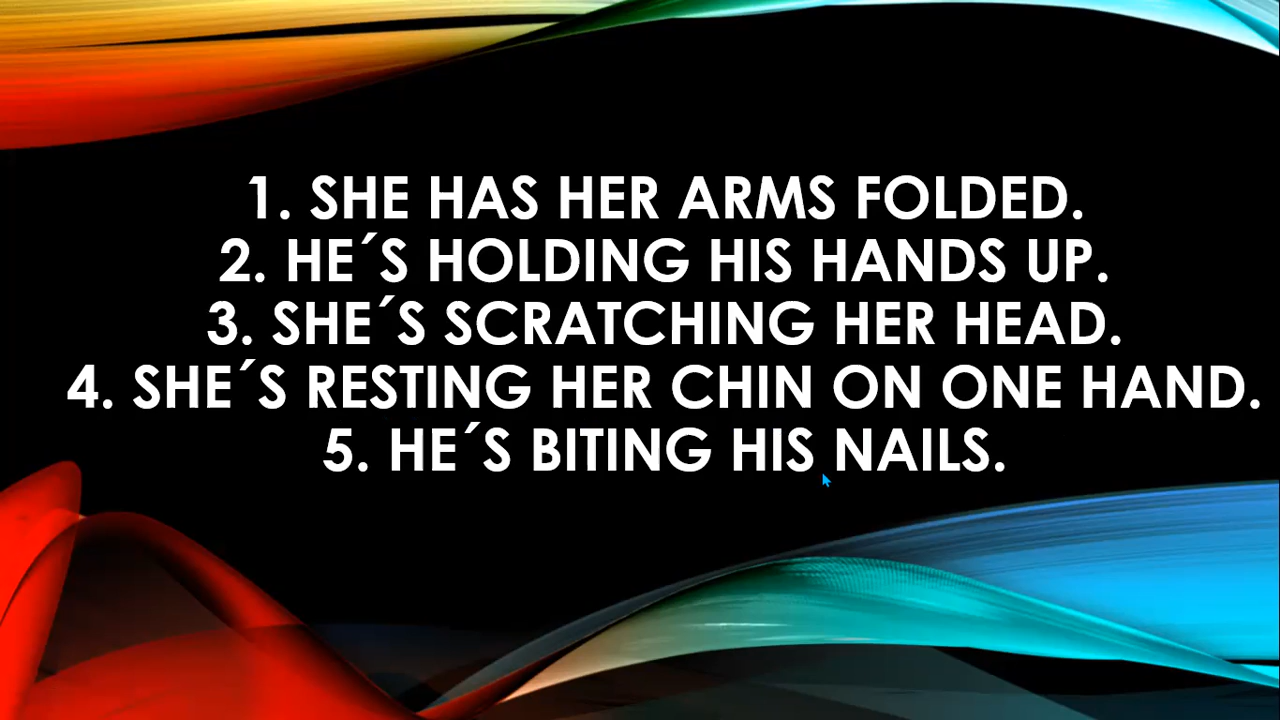 1. SHE HAS HER ARMS FOLDED.
2. HE´S HOLDING HIS HANDS UP.
3. SHE´S SCRATCHING HER HEAD.
4. SHE´S RESTING HER CHIN ON ONE HAND.
5. HE´S BITING HIS NAILS.